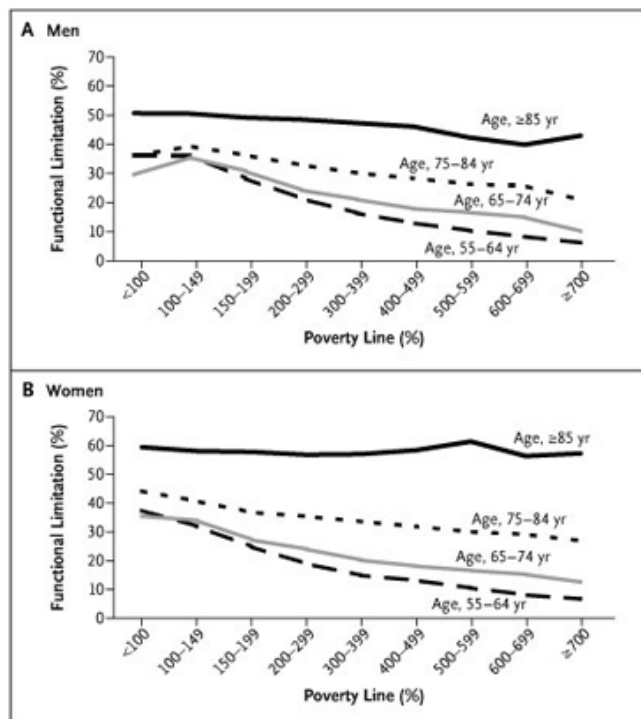 A Men
Functional Limitation (%)
70
60
50
40
30
20
10
0
Age, ≥85 yr
Age, 75–84 yr
Age, 65–74 yr
Age, 55–64 yr
<100
100–149
150–199
200–299
300–399
400–499
500–599
600–699
≥700
Poverty Line (%)
B Women
Functional Limitation (%)
70
60
50
40
30
20
10
0
Age, ≥85 yr
Age, 75–84 yr
Age, 65–74 yr
Age, 55–64 yr
<100
100–149
150–199
200–299
300–399
400–499
500–599
600–699
≥700
Poverty Line (%)